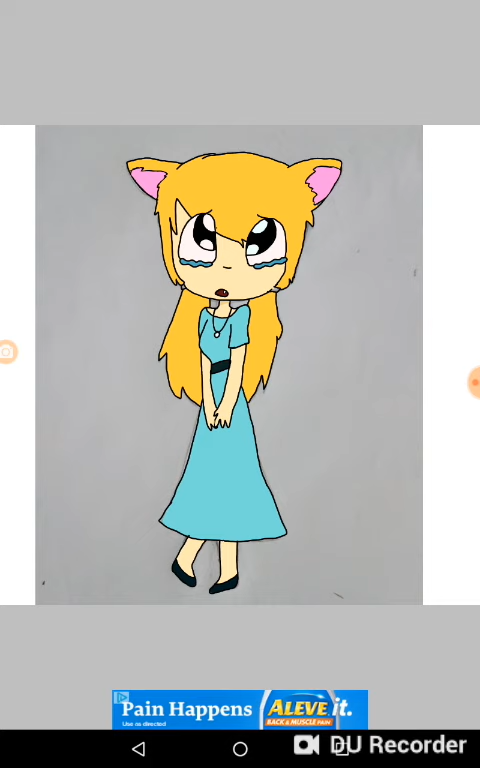 Pain Happens
Use as directed
ALEVE it.
BACK & MUSCLE PAIN
DU Recorder